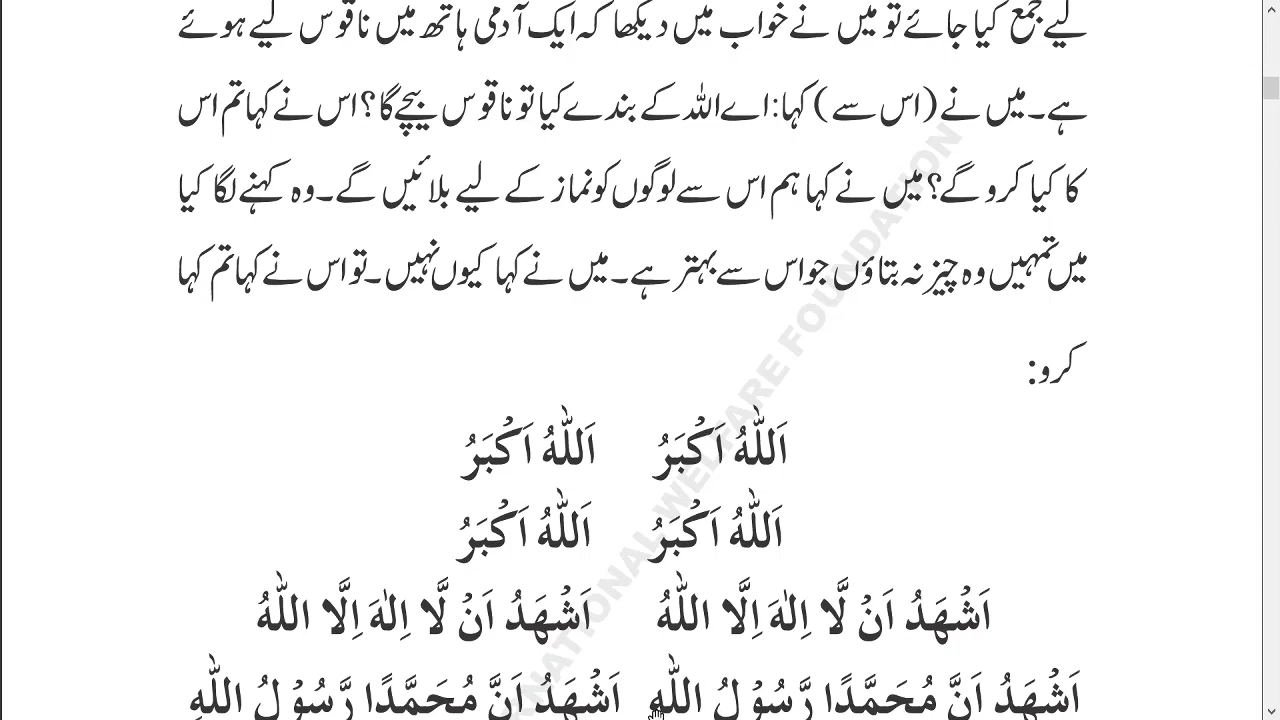 لیے جمع کیا جائے تو میں نے خواب میں دیکھا کہ ایک آدمی ہاتھ میں ناقوس لیے ہوئے
ہے۔ میں نے (اس سے) کہا: اے اللہ کے بندے کیا تو ناقوس بیچے گا؟ اس نے کہا تم اس
کا کیا کرو گے؟ میں نے کہا ہم اس سے لوگوں کو نماز کے لیے بلائیں گے۔ وہ کہنے لگا کیا
میں تمہیں وہ چیز نہ بتاؤں جو اس سے بہتر ہے۔ میں نے کہا کیوں نہیں۔ تو اس نے کہا تم کہا
کرو:
اَللّٰهُ اَکْبَرُ اَللّٰهُ اَکْبَرُ
اَللّٰهُ اَکْبَرُ اَللّٰهُ اَکْبَرُ
اَشْهَدُ اَنْ لَّا اِلٰهَ اِلَّا اللّٰهُ اَشْهَدُ اَنْ لَّا اِلٰهَ اِلَّا اللّٰهُ
اَشْهَدُ اَنَّ مُحَمَّدًا رَّسُوْلُ اللّٰهِ اَشْهَدُ اَنَّ مُحَمَّدًا رَّسُوْلُ اللّٰهِ
NATIONAL WELFARE FOUNDATION